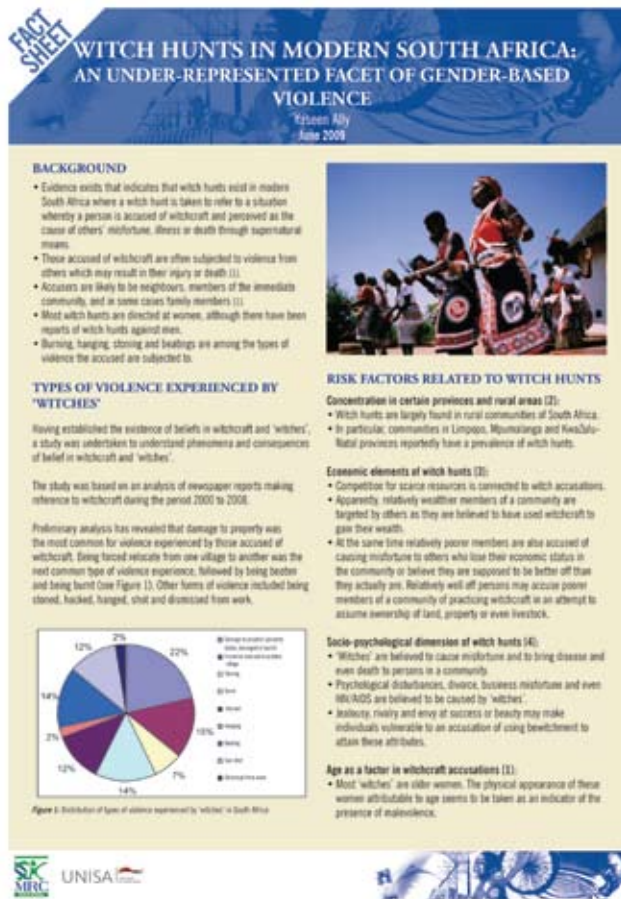 FACT
SHEET
WITCH HUNTS IN MODERN SOUTH AFRICA:
AN UNDER-REPRESENTED FACET OF GENDER-BASED
VIOLENCE
Yaseen Ally
June 2009
BACKGROUND
• Evidence exists that indicates that witch hunts exist in modern
South Africa where a witch hunt is taken to refer to a situation
whereby a person is accused of witchcraft and perceived as the
cause of others' misfortune, illness or death through supernatural
means.
• Those accused of witchcraft are often subjected to violence from
others which may result in their injury or death (1).
• Accusers are likely to be neighbours, members of the immediate
community, and in some cases family members (1).
• Most witch hunts are directed at women, although there have been
reports of witch hunts against men.
• Burning, hanging, stoning and beatings are among the types of
violence the accused are subjected to.
TYPES OF VIOLENCE EXPERIENCED BY
'WITCHES'
Having established the existence of beliefs in witchcraft and 'witches',
a study was undertaken to understand phenomena and consequences
of belief in witchcraft and 'witches'.
The study was based on an analysis of newspaper reports making
reference to witchcraft during the period 2000 to 2008.
Preliminary analysis has revealed that damage to property was
the most common for violence experienced by those accused of
witchcraft. Being forced relocate from one village to another was the
next common type of violence experience, followed by being beaten
and being burnt (see Figure 1). Other forms of violence included being
stoned, hacked, hanged, shot and dismissed from work.
2%
12%
22%
14%
15%
2%
12%
7%
14%
village
Stoning
Burnt
Hanging
Beating
Dismissal from work
Figure 1: Distribution of types of violence experienced by 'witches' in South Africa
RISK FACTORS RELATED TO WITCH HUNTS
Concentration in certain provinces and rural areas (2):
• Witch hunts are largely found in rural communities of South Africa.
• In particular, communities in Limpopo, Mpumalanga and KwaZulu-
Natal provinces reportedly have a prevalence of witch hunts.
Economic elements of witch hunts (3):
• Competition for scarce resources is connected to witch accusations.
• Apparently, relatively wealthier members of a community are
targeted by others as they are believed to have used witchcraft to
gain their wealth.
• At the same time relatively poorer members are also accused of
causing misfortune to others who lose their economic status in
the community or believe they are supposed to be better off than
they actually are. Relatively well off persons may accuse poorer
members of a community of practicing witchcraft in an attempt to
assume ownership of land, property or even livestock.
Socio-psychological dimension of witch hunts (4):
• 'Witches' are believed to cause misfortune and to bring disease and
even death to persons in a community.
• Psychological disturbances, divorce, business misfortune and even
HIV/AIDS are believed to be caused by 'witches'.
• Jealousy, rivalry and envy at success or beauty may make
individuals vulnerable to an accusation of using bewitchment to
attain these attributes.
Age as a factor in witchcraft accusations (1):
• Most 'witches' are older women. The physical appearance of these
women attributable to age seems to be taken as an indicator of the
presence of malevolence.
MRC
UNISA